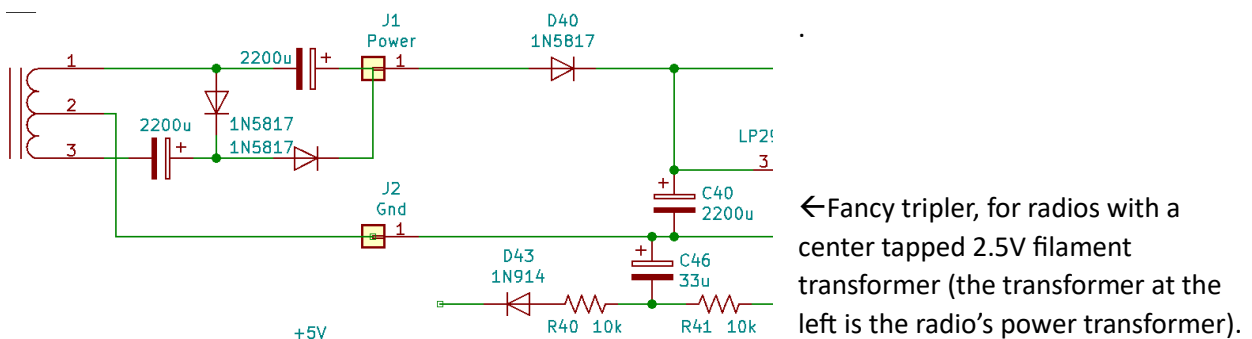 J1
Power
D40
1N5817
.
2200u
+
1
1
2
3
2200u
+
1N5817
1N5817
LP29
3
+
C40
2200u
J2
Gnd
1
←Fancy tripler, for radios with a
center tapped 2.5V filament
transformer (the transformer at the
left is the radio's power transformer).
D43
1N914
+
C46
33u
R40 10k
R41 10k
+5V